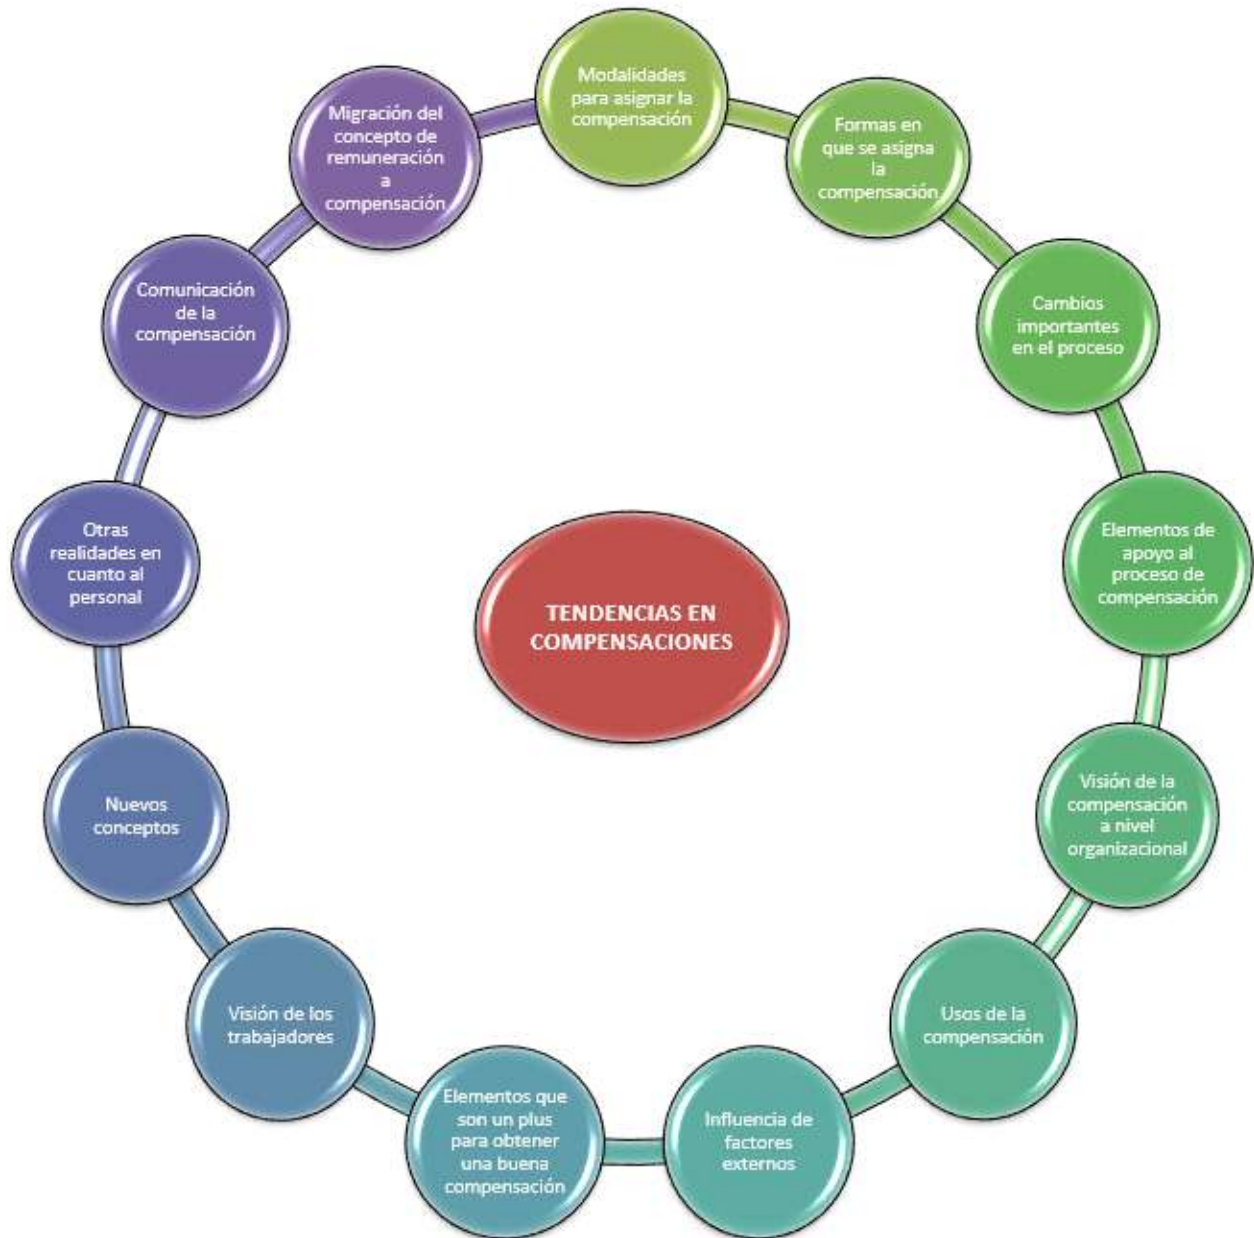 Modalidades
para asignar la
compensación
Formas en
que se asigna
la
compensación
Cambios
importantes
en el proceso
Elementos de
apoyo al
proceso de
compensación
Visión de la
compensación
a nivel
organizacional
Usos de la
compensación
Influencia de
factores
externos
Elementos que
son un plus
para obtener
una buena
compensación
Visión de los
trabajadores
Nuevos
conceptos
Otras
realidades en
cuanto al
personal
Comunicación
de la
compensación
Migración del
concepto de
remuneración
a
compensación
TENDENCIAS EN
COMPENSACIONES